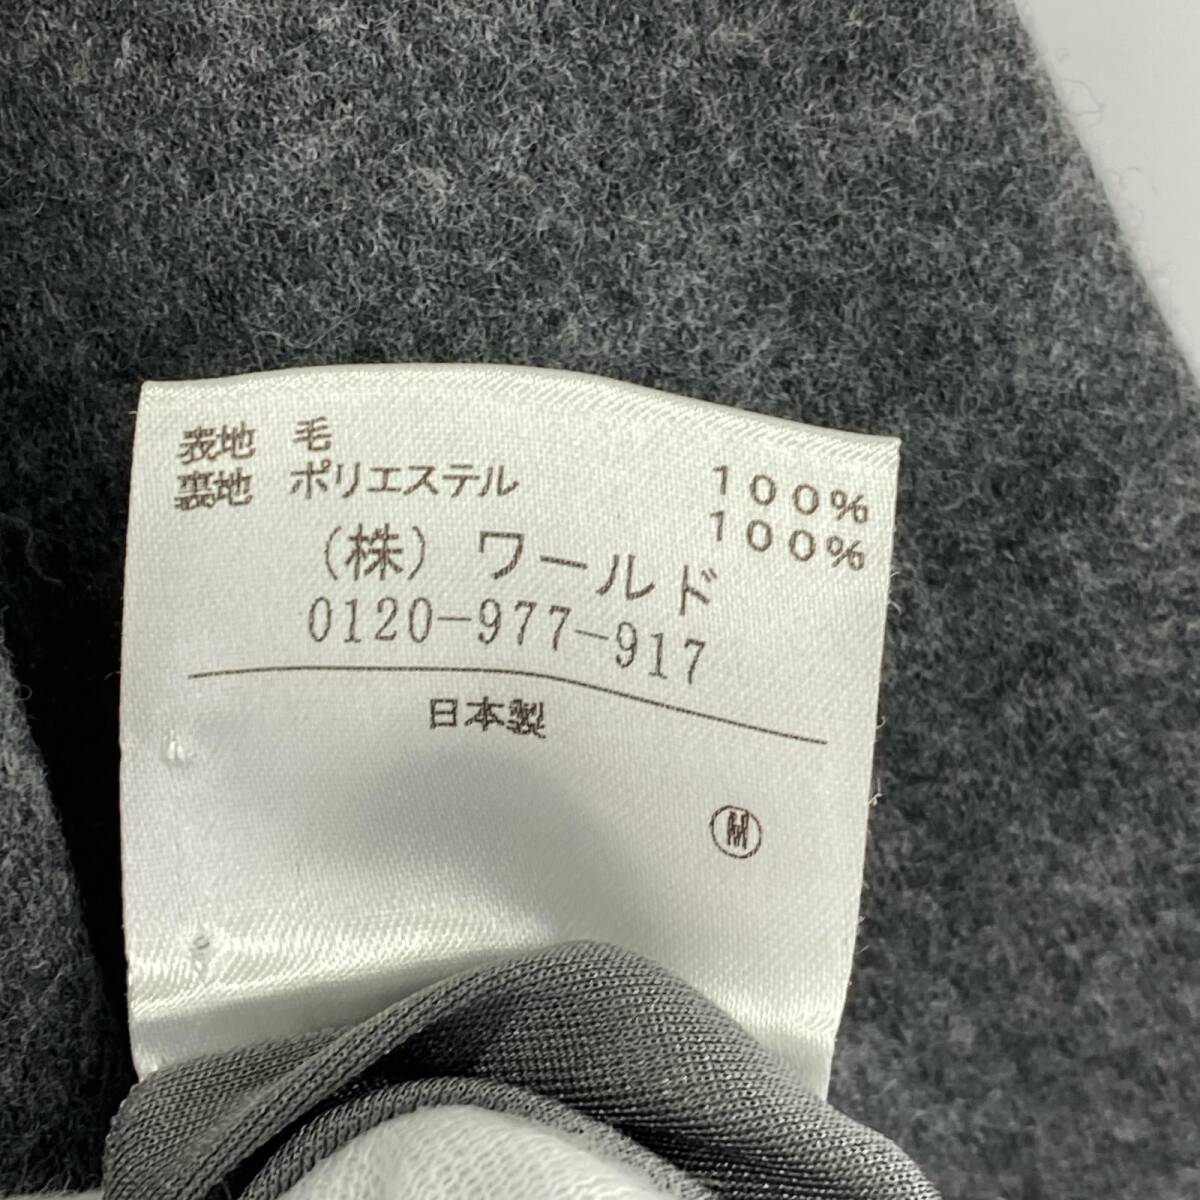 表地 毛 100%
裏地 ポリエステル 100%
(株) ワールド
0120-977-917
日本製